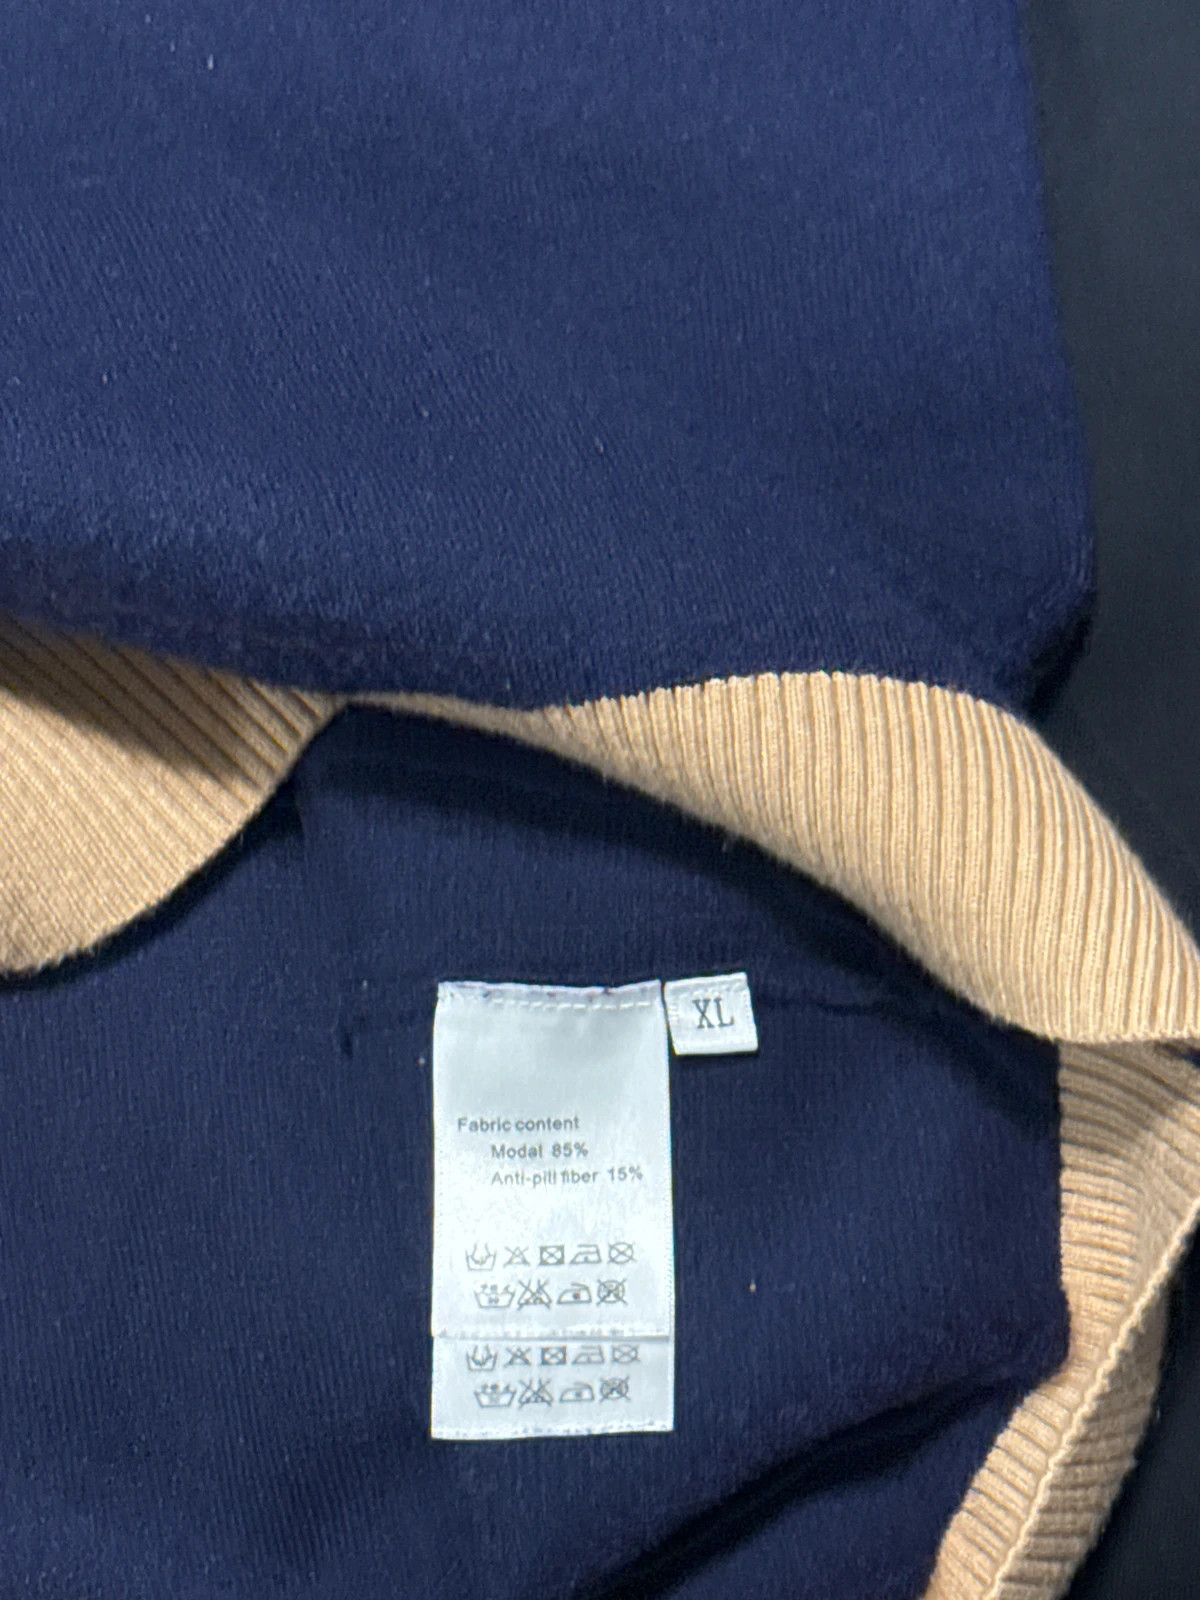 XL
Fabric content
Modal 85%
Anti-pill fiber 15%